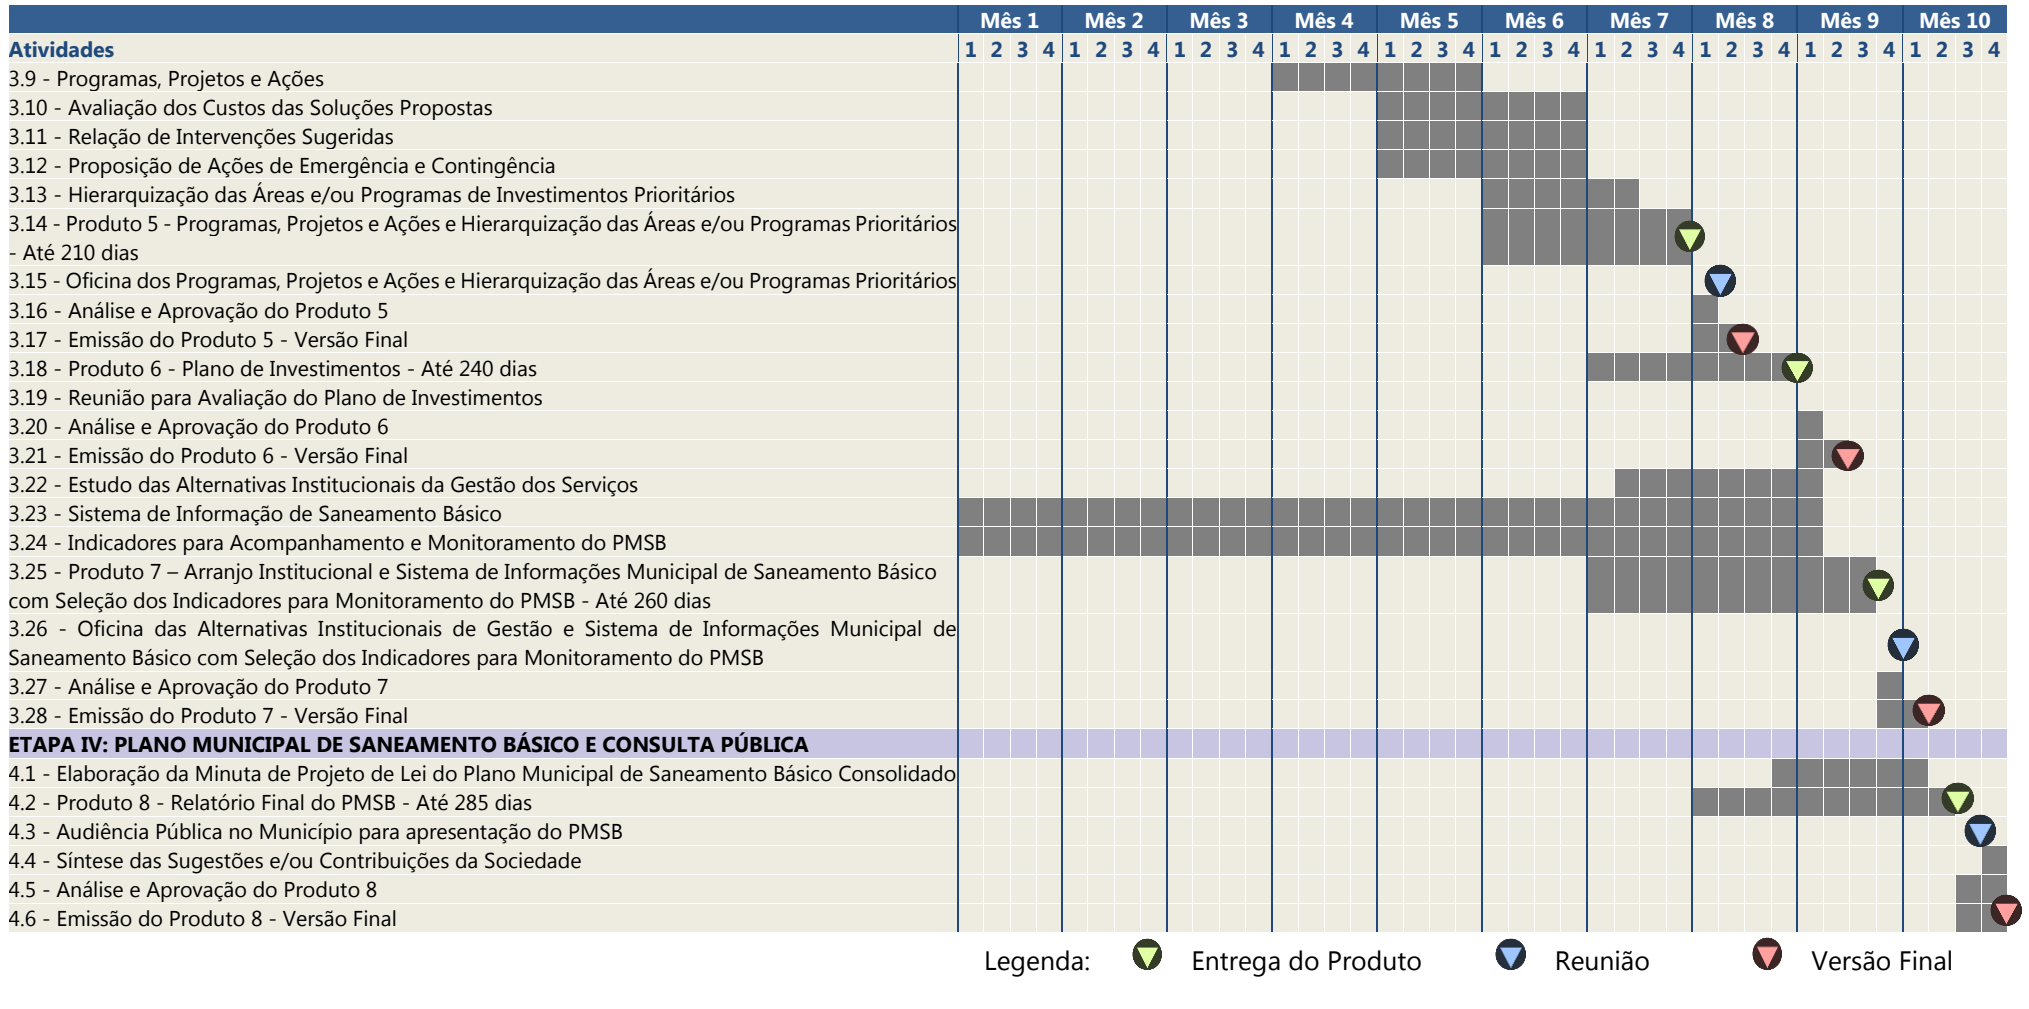 Mês 1 Mês 2 Mês 3 Mês 4 Mês 5 Mês 6 Mês 7 Mês 8 Mês 9 Mês 10
Atividades 1 2 3 4 1 2 3 4 1 2 3 4 1 2 3 4 1 2 3 4 1 2 3 4 1 2 3 4 1 2 3 4 1 2 3 4 1 2 3 4
3.9 - Programas, Projetos e Ações
3.10 - Avaliação dos Custos das Soluções Propostas
3.11 - Relação de Intervenções Sugeridas
3.12 - Proposição de Ações de Emergência e Contingência
3.13 - Hierarquização das Áreas e/ou Programas de Investimentos Prioritários
3.14 - Produto 5 - Programas, Projetos e Ações e Hierarquização das Áreas e/ou Programas Prioritários
- Até 210 dias
3.15 - Oficina dos Programas, Projetos e Ações e Hierarquização das Áreas e/ou Programas Prioritários
3.16 - Análise e Aprovação do Produto 5
3.17 - Emissão do Produto 5 - Versão Final
3.18 - Produto 6 - Plano de Investimentos - Até 240 dias
3.19 - Reunião para Avaliação do Plano de Investimentos
3.20 - Análise e Aprovação do Produto 6
3.21 - Emissão do Produto 6 - Versão Final
3.22 - Estudo das Alternativas Institucionais da Gestão dos Serviços
3.23 - Sistema de Informação de Saneamento Básico
3.24 - Indicadores para Acompanhamento e Monitoramento do PMSB
3.25 - Produto 7 – Arranjo Institucional e Sistema de Informações Municipal de Saneamento Básico
com Seleção dos Indicadores para Monitoramento do PMSB - Até 260 dias
3.26 - Oficina das Alternativas Institucionais de Gestão e Sistema de Informações Municipal de
Saneamento Básico com Seleção dos Indicadores para Monitoramento do PMSB
3.27 - Análise e Aprovação do Produto 7
3.28 - Emissão do Produto 7 - Versão Final
ETAPA IV: PLANO MUNICIPAL DE SANEAMENTO BÁSICO E CONSULTA PÚBLICA
4.1 - Elaboração da Minuta de Projeto de Lei do Plano Municipal de Saneamento Básico Consolidado
4.2 - Produto 8 - Relatório Final do PMSB - Até 285 dias
4.3 - Audiência Pública no Município para apresentação do PMSB
4.4 - Síntese das Sugestões e/ou Contribuições da Sociedade
4.5 - Análise e Aprovação do Produto 8
4.6 - Emissão do Produto 8 - Versão Final
Legenda: Entrega do Produto Reunião Versão Final